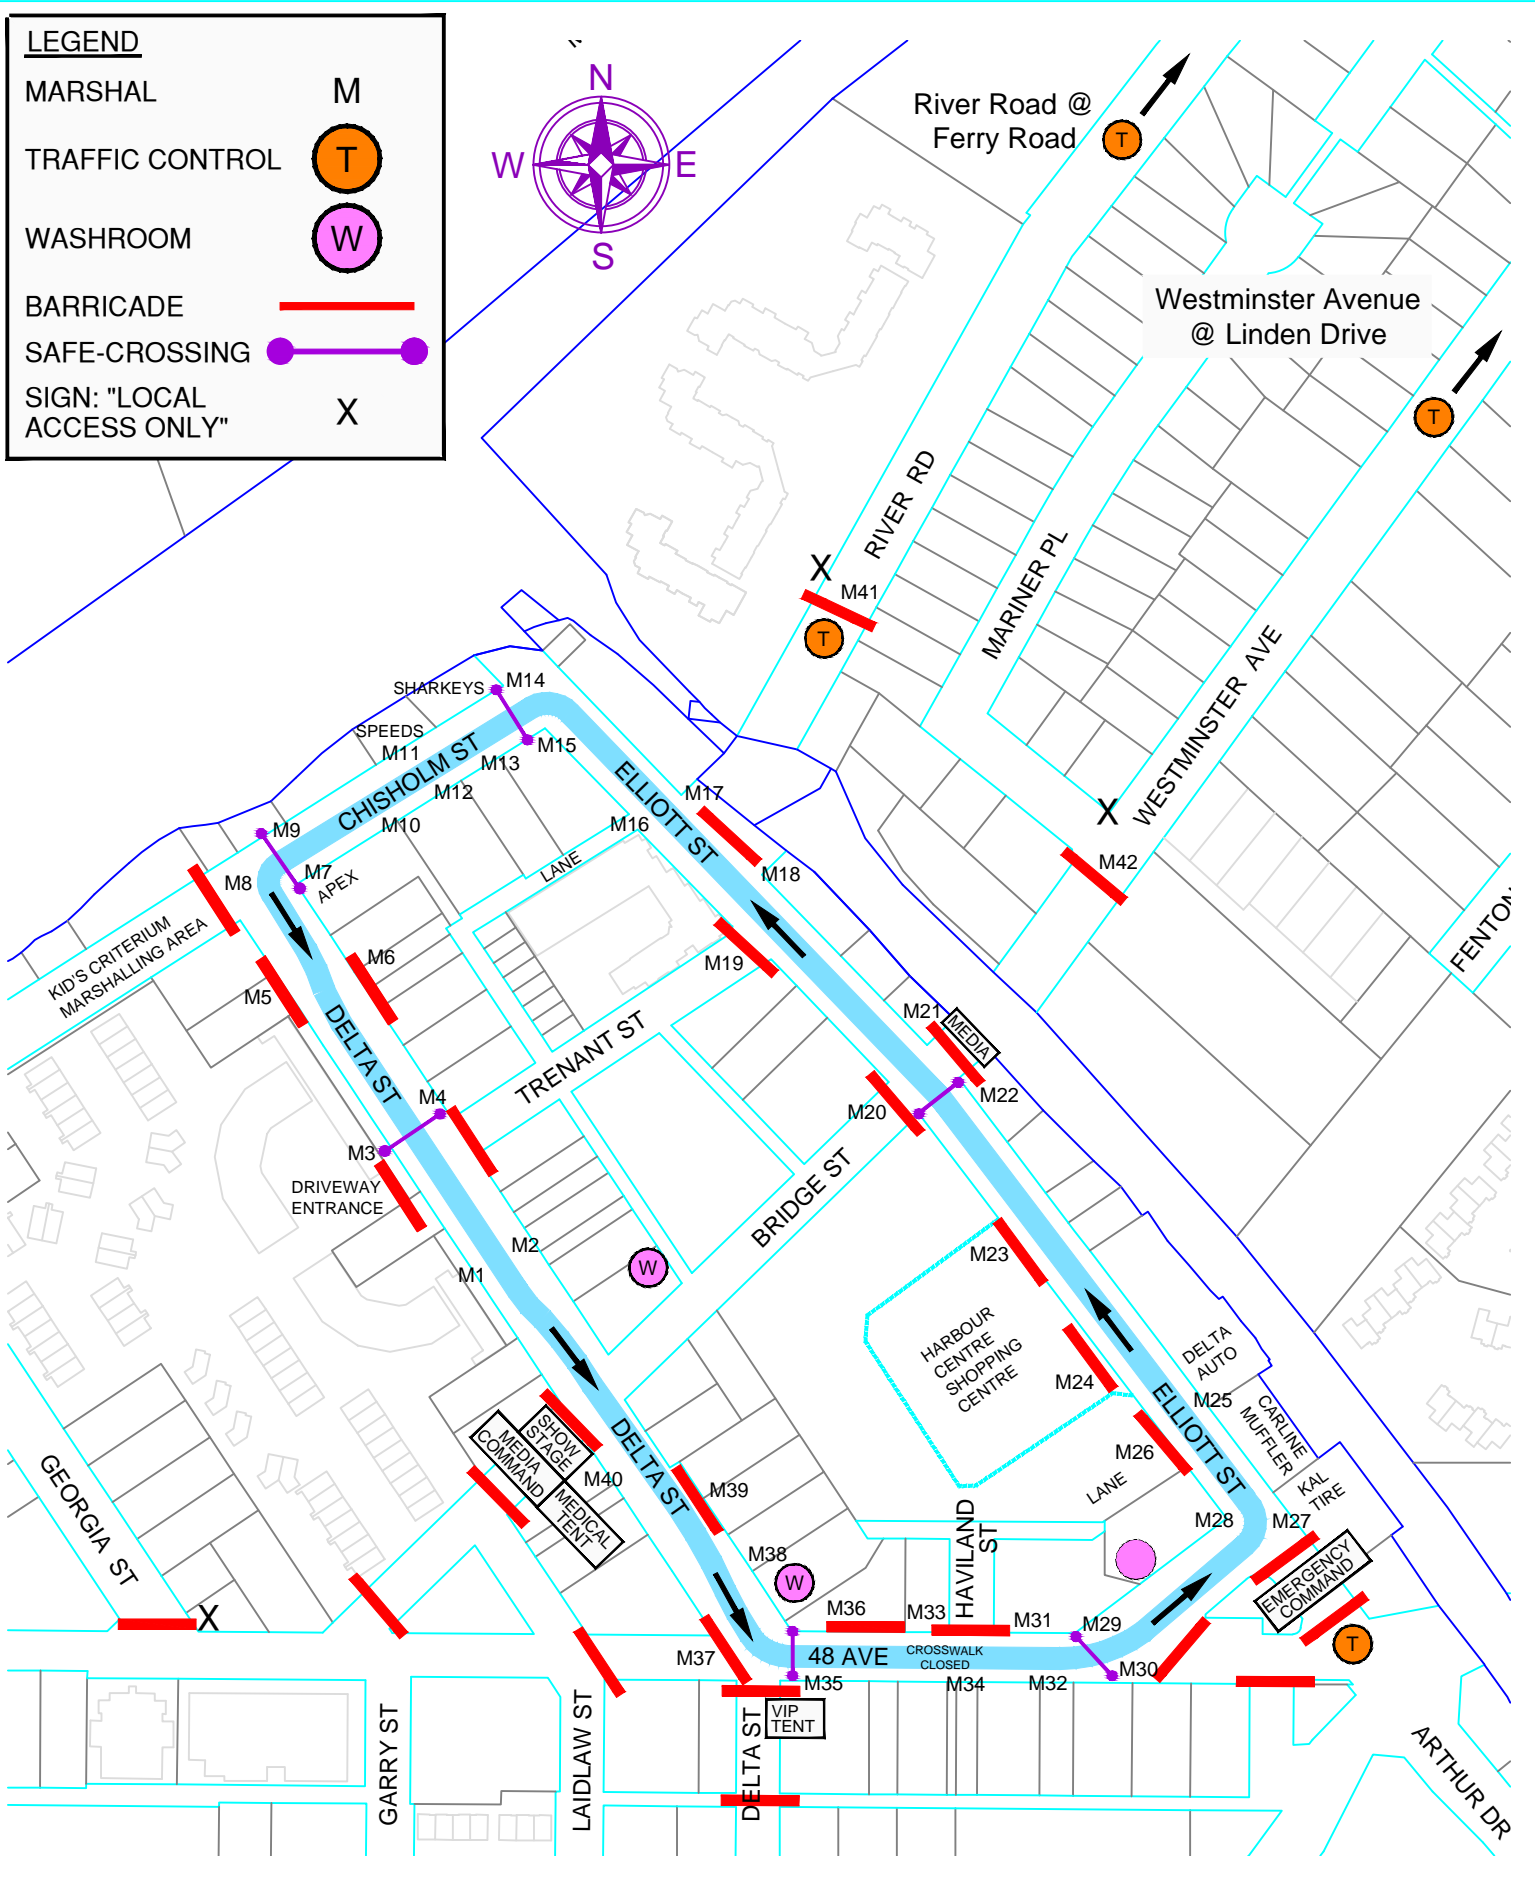 LEGEND
MARSHAL M
TRAFFIC CONTROL T
WASHROOM W
BARRICADE
SAFE-CROSSING
SIGN: "LOCAL
ACCESS ONLY" X
N
W E
S
River Road @
Ferry Road
T
Westminster Avenue
@ Linden Drive
T
RIVER RD
MARINER PL
WESTMINSTER AVE
FENTON
X
M41
T
X
M42
SHARKEYS
M14
SPEEDS
M11
M15
M13
CHISHOLM ST
M12
M10
M9
M7
APEX
M8
KID'S CRITERIUM
MARSHALLING AREA
M5
M6
LANE
M16
ELLIOTT ST
M17
M18
M19
DELTA ST
TRENANT ST
M4
M3
DRIVEWAY
ENTRANCE
M21
MEDIA
M22
M20
BRIDGE ST
M2
M1
W
M23
HARBOUR
CENTRE
SHOPPING
CENTRE
M24
DELTA
AUTO
M25
ELLIOTT ST
CARLINE
MUFFLER
M26
LANE
KAL
TIRE
M28
M27
EMERGENCY
COMMAND
T
SHOW
STAGE
MEDIA
COMMAND
MEDICAL
TENT
M40
DELTA ST
M39
M38
W
GEORGIA ST
X
HAVILAND
ST
M36
M33
M31
M29
M37
48 AVE
CROSSWALK
CLOSED
M35
M34
M32
M30
VIP
TENT
GARRY ST
LAIDLAW ST
DELTA ST
ARTHUR DR